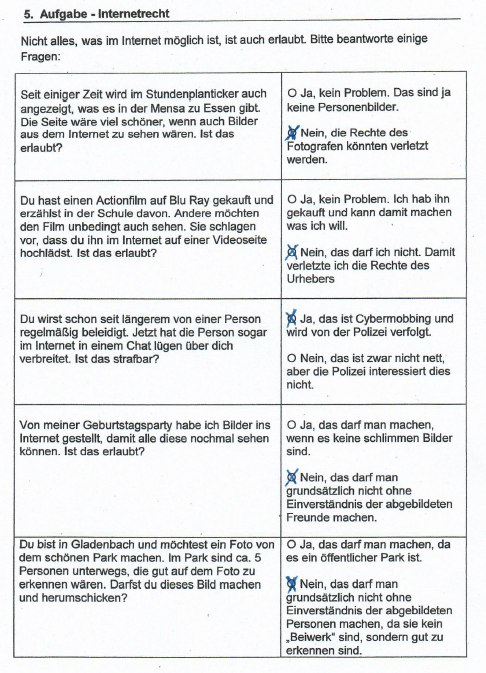 5. Aufgabe - Internetrecht
Nicht alles, was im Internet möglich ist, ist auch erlaubt. Bitte beantworte einige
Fragen:
Seit einiger Zeit wird im Stundenplanticker auch
angezeigt, was es in der Mensa zu Essen gibt.
Die Seite wäre viel schöner, wenn auch Bilder
aus dem Internet zu sehen wären. Ist das
erlaubt?
O Ja, kein Problem. Das sind ja
keine Personenbilder.
O Nein, die Rechte des
Fotografen könnten verletzt
werden.
Du hast einen Actionfilm auf Blu Ray gekauft und
erzählst in der Schule davon. Andere möchten
den Film unbedingt auch sehen. Sie schlagen
vor, dass du ihn im Internet auf einer Videoseite
hochlädst. Ist das erlaubt?
O Ja, kein Problem. Ich hab ihn
gekauft und kann damit machen
was ich will.
O Nein, das darf ich nicht. Damit
verletzte ich die Rechte des
Urhebers
Du wirst schon seit längerem von einer Person
regelmäßig beleidigt. Jetzt hat die Person sogar
im Internet in einem Chat lügen über dich
verbreitet. Ist das strafbar?
O Ja, das ist Cybermobbing und
wird von der Polizei verfolgt.
O Nein, das ist zwar nicht nett,
aber die Polizei interessiert dies
nicht.
Von meiner Geburtstagsparty habe ich Bilder ins
Internet gestellt, damit alle diese nochmal sehen
können. Ist das erlaubt?
O Ja, das darf man machen,
wenn es keine schlimmen Bilder
sind.
O Nein, das darf man
grundsätzlich nicht ohne
Einverständnis der abgebildeten
Freunde machen.
Du bist in Gladenbach und möchtest ein Foto von
dem schönen Park machen. Im Park sind ca. 5
Personen unterwegs, die gut auf dem Foto zu
erkennen wären. Darfst du dieses Bild machen
und herumschicken?
O Ja, das darf man machen, da
es ein öffentlicher Park ist.
O Nein, das darf man
grundsätzlich nicht ohne
Einverständnis der abgebildeten
Personen machen, da sie kein
„Beiwerk“ sind, sondern gut zu
erkennen sind.